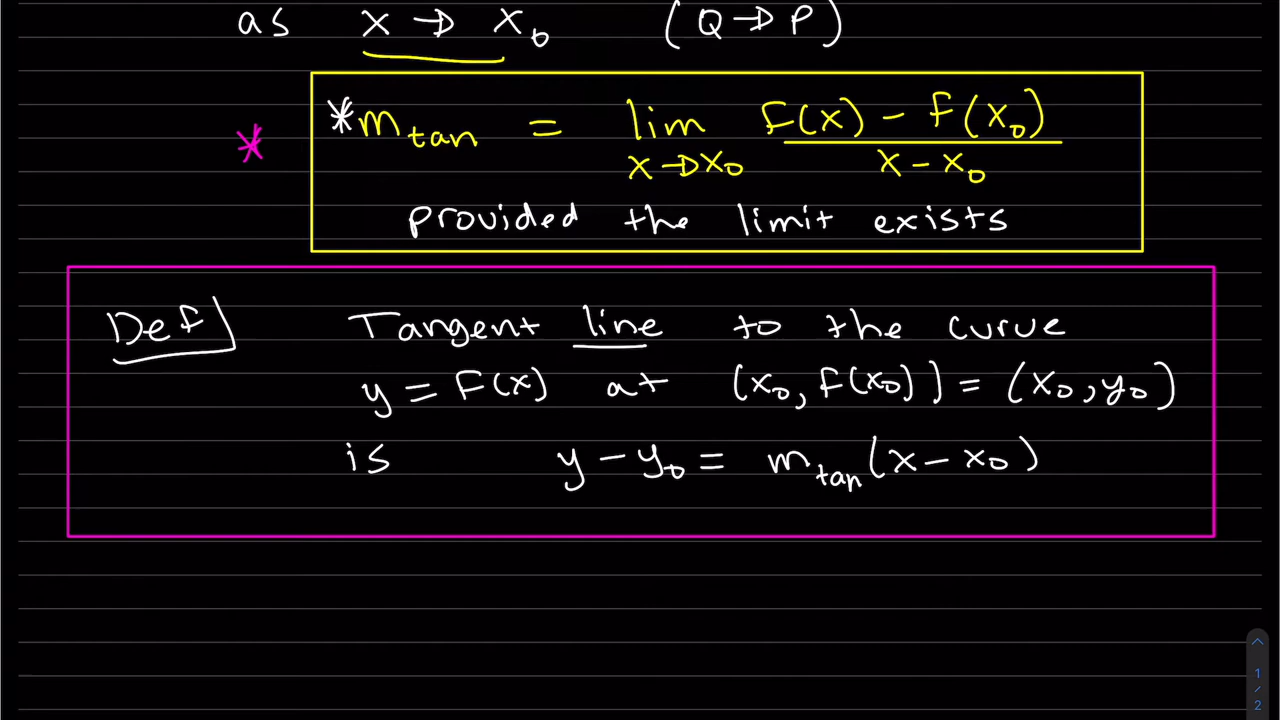 as x → x₀ (Q → P)
* *m_tan = lim_{x→x₀} (f(x) - f(x₀))/(x - x₀)
provided the limit exists
Def) Tangent line to the curve
y = f(x) at (x₀, f(x₀)) = (x₀, y₀)
is y - y₀ = m_tan (x - x₀)
1
/
2